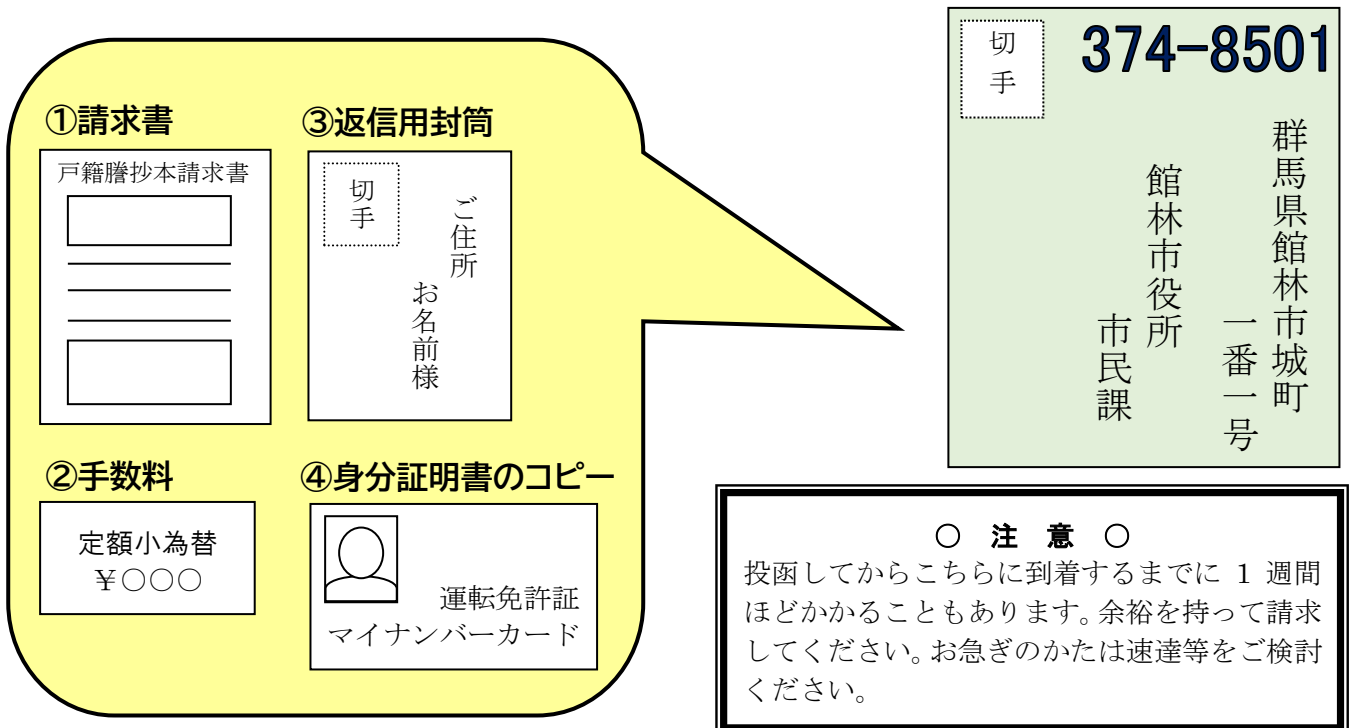 ①請求書
戸籍謄抄本請求書
②手数料
定額小為替
￥〇〇〇
③返信用封筒
切手
ご住所
お名前様
④身分証明書のコピー
運転免許証
マイナンバーカード
切手
374-8501
群馬県館林市城町
一番一号
館林市役所
市民課
○ 注 意 ○
投函してからこちらに到着するまでに 1 週間
ほどかかることもあります。余裕を持って請求
してください。お急ぎのかたは速達等をご検討
ください。